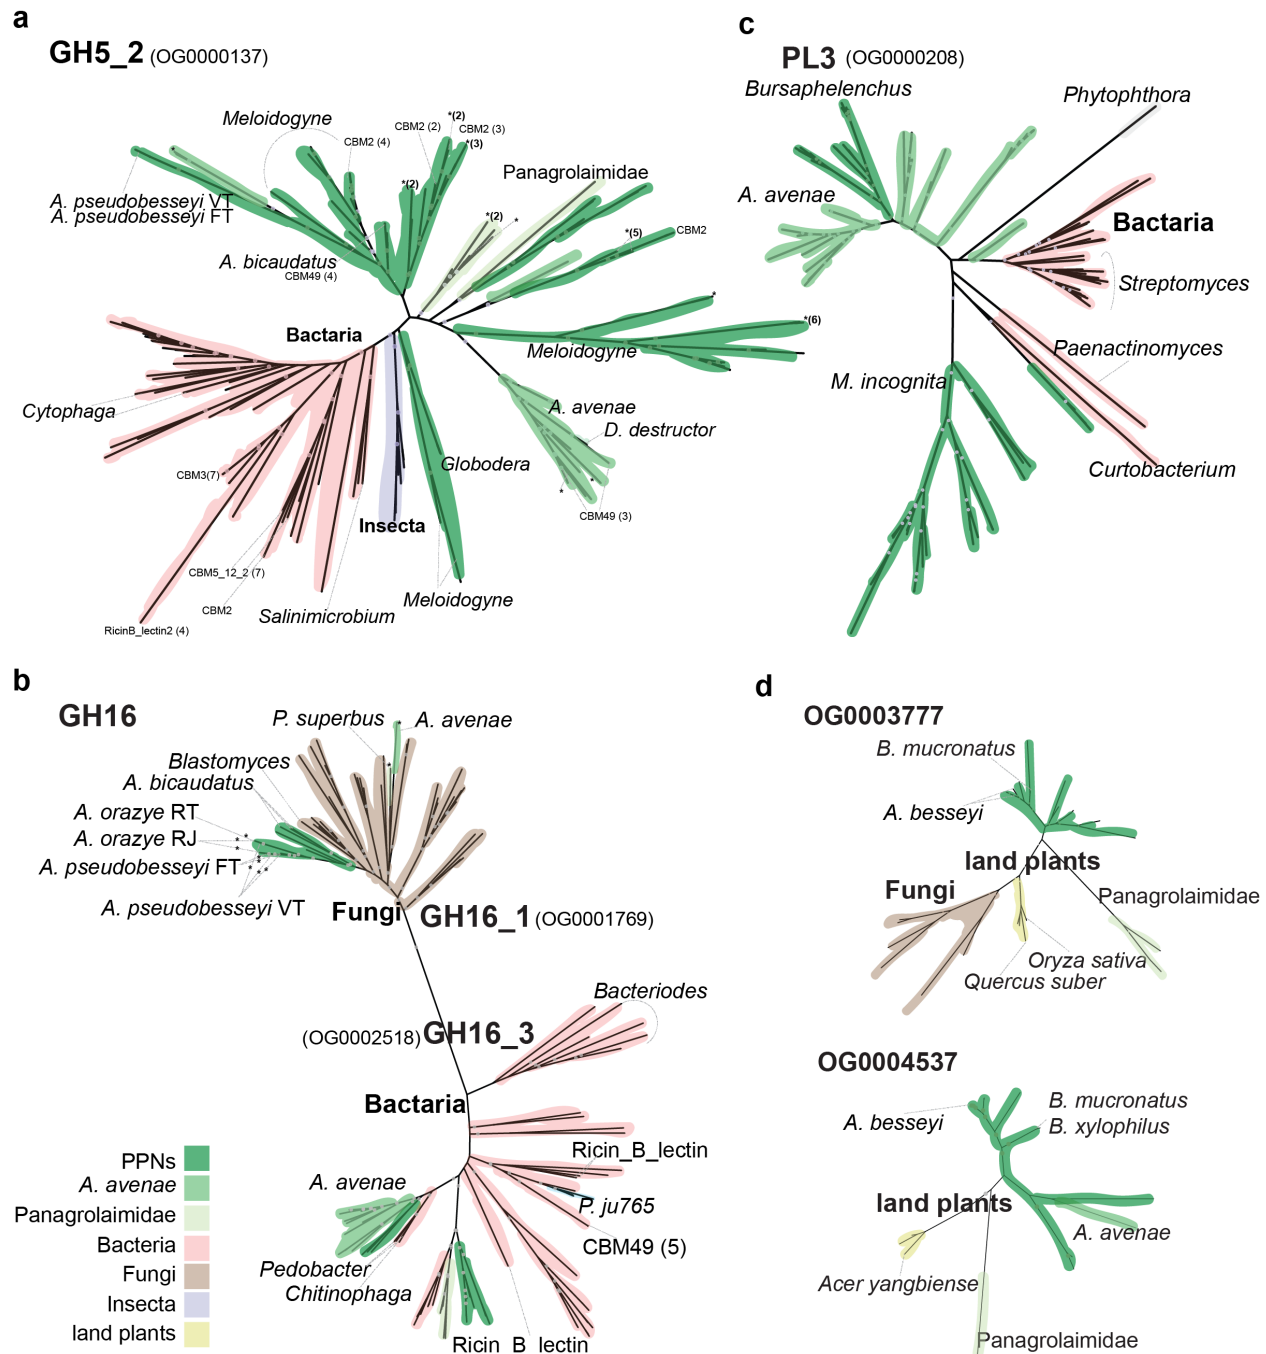 a
GH5_2 (OG0000137)
Meloidogyne
CBM2 (4)
CBM2 (2)
*(2)
CBM2 (3)
*(3)
*
*(2)
Panagrolaimidae
A. pseudobesseyi VT
A. pseudobesseyi FT
*(2)
*
*(5)
CBM2
A. bicaudatus
CBM49 (4)
*
*(6)
Bactaria
Meloidogyne
Cytophaga
A. avenae
D. destructor
CBM3(7)
Globodera
*
*
CBM49 (3)
Insecta
CBM5_12_2 (7)
CBM2
Salinimicrobium
Meloidogyne
RicinB_lectin2 (4)
b
GH16
P. superbus
*
A. avenae
*
Blastomyces
A. bicaudatus
A. orazye RT
A. orazye RJ
A. pseudobesseyi FT
A. pseudobesseyi VT
Fungi
GH16_1 (OG0001769)
Bacteriodes
(OG0002518) GH16_3
Bactaria
Ricin_B_lectin
A. avenae
P. ju765
CBM49 (5)
Pedobacter
Chitinophaga
Ricin B lectin
PPNs
A. avenae
Panagrolaimidae
Bacteria
Fungi
Insecta
land plants
c
PL3 (OG0000208)
Bursaphelenchus
Phytophthora
A. avenae
Bactaria
Streptomyces
Paenactinomyces
M. incognita
Curtobacterium
d
OG0003777
B. mucronatus
A. besseyi
land plants
Fungi
Panagrolaimidae
Oryza sativa
Quercus suber
OG0004537
B. mucronatus
A. besseyi
B. xylophilus
land plants
A. avenae
Acer yangbiense
Panagrolaimidae